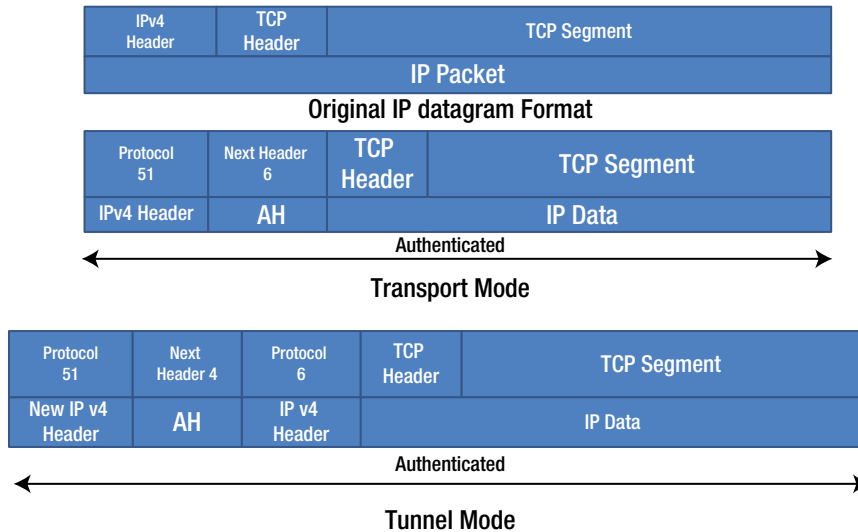 IPv4
Header
TCP
Header
TCP Segment
IP Packet
Original IP datagram Format
Protocol
51
Next Header
6
TCP
Header
TCP Segment
IPv4 Header
AH
IP Data
Authenticated
Transport Mode
Protocol
51
Next
Header 4
Protocol
6
TCP
Header
TCP Segment
New IP v4
Header
AH
IP v4
Header
IP Data
Authenticated
Tunnel Mode